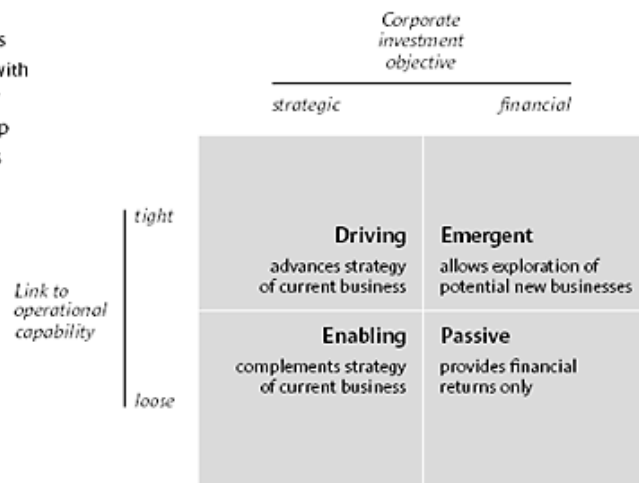 Corporate
investment
objective
strategic
financial
tight
Link to
operational
capability
loose
Driving
advances strategy
of current business
Emergent
allows exploration of
potential new businesses
Enabling
complements strategy
of current business
Passive
provides financial
returns only